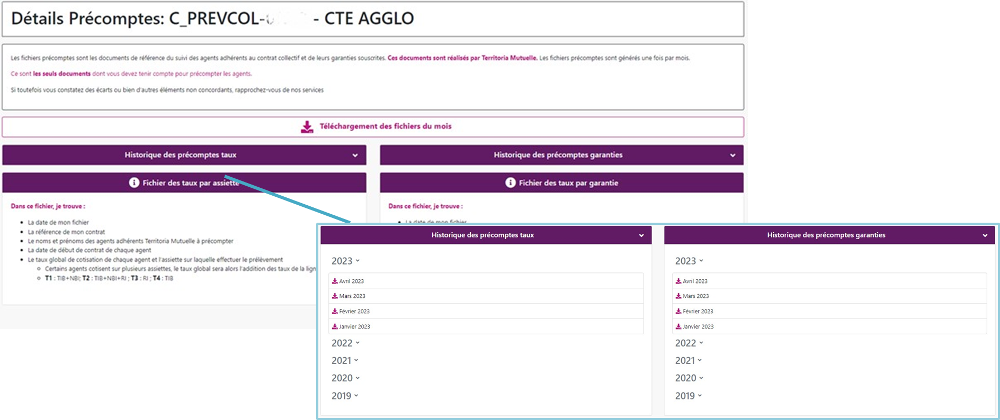 Détails Précomptes: C_PREVCOL- - CTE AGGLO
Les fichiers précomptes sont les documents de référence du suivi des agents adhérents au contrat collectif et de leurs garanties souscrites. Ces documents sont réalisés par Territoria Mutuelle. Les fichiers précomptes sont générés une fois par mois.
Ce sont les seuls documents dont vous devez tenir compte pour précompter les agents.
Si toutefois vous constatez des écarts ou bien d'autres éléments non concordants, rapprochez-vous de nos services
Téléchargement des fichiers du mois
Historique des précomptes taux
Historique des précomptes garanties
Fichier des taux par assiette
Fichier des taux par garantie
Dans ce fichier, je trouve :
• La date de mon fichier
• La référence de mon contrat
• Le noms et prénoms des agents adhérents Territoria Mutuelle à précompter
• La date de début de contrat de chaque agent
• Le taux global de cotisation de chaque agent et l'assiette sur laquelle effectuer le prélèvement
Certains agents cotisent sur plusieurs assiettes, le taux global sera alors l'addition des taux de la lign
T1 : TIB+NBI; T2 : TIB+NBI+RI ; T3 : RI ; T4 : TIB
Dans ce fichier, je trouve :
• La date de mon fichier
Historique des précomptes taux
2023
Avril 2023
Mars 2023
Février 2023
Janvier 2023
2022
2021
2020
2019
Historique des précomptes garanties
2023
Avril 2023
Mars 2023
Février 2023
Janvier 2023
2022
2021
2020
2019